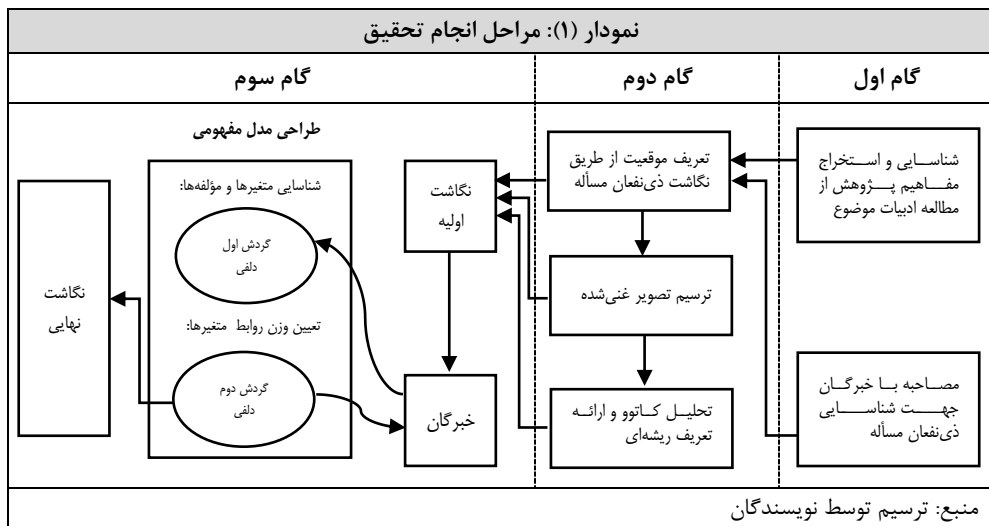 نمودار (۱): مراحل انجام تحقیق
گام اول
گام دوم
گام سوم
شناسایی و استخراج
مفاهیم پژوهش از
مطالعه ادبیات موضوع
مصاحبه با خبرگان
جهت شناسایی
ذی‌نفعان مسأله
تعریف موقعیت از طریق
نگاشت ذی‌نفعان مسأله
ترسیم تصویر غنی‌شده
تحلیل کاتوو و ارائه
تعریف ریشه‌ای
طراحی مدل مفهومی
نگاشت
اولیه
خبرگان
شناسایی متغیرها و مؤلفه‌ها:
گردش اول
دلفی
تعیین وزن روابط متغیرها:
گردش دوم
دلفی
نگاشت
نهایی
منبع: ترسیم توسط نویسندگان